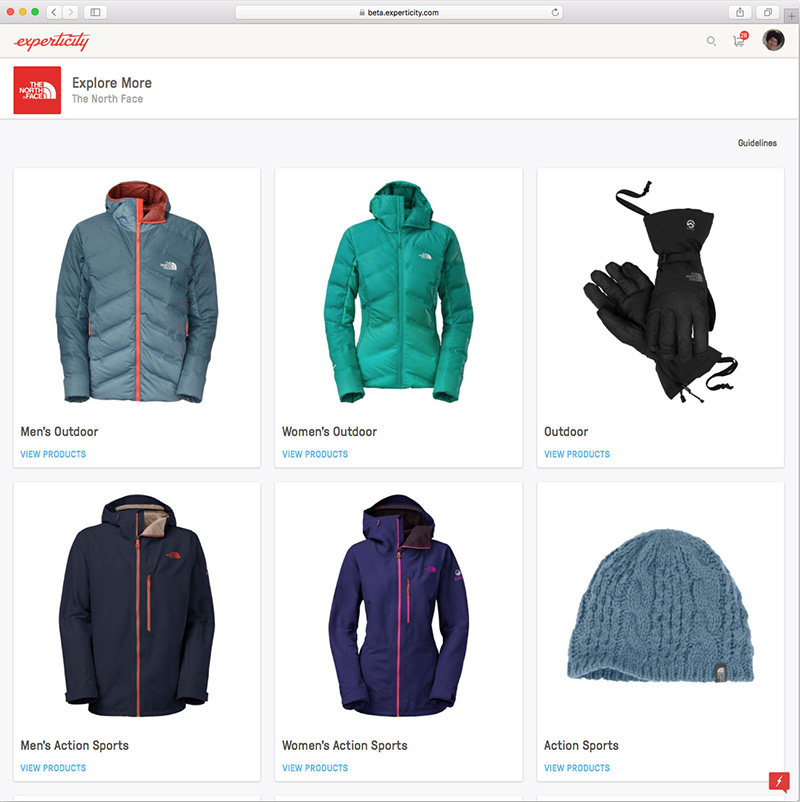 beta.experticity.com
experticity
28
THE
NORTH
FACE
Explore More
The North Face
Guidelines
Men's Outdoor
VIEW PRODUCTS
Women's Outdoor
VIEW PRODUCTS
Outdoor
VIEW PRODUCTS
Men's Action Sports
VIEW PRODUCTS
Women's Action Sports
VIEW PRODUCTS
Action Sports
VIEW PRODUCTS